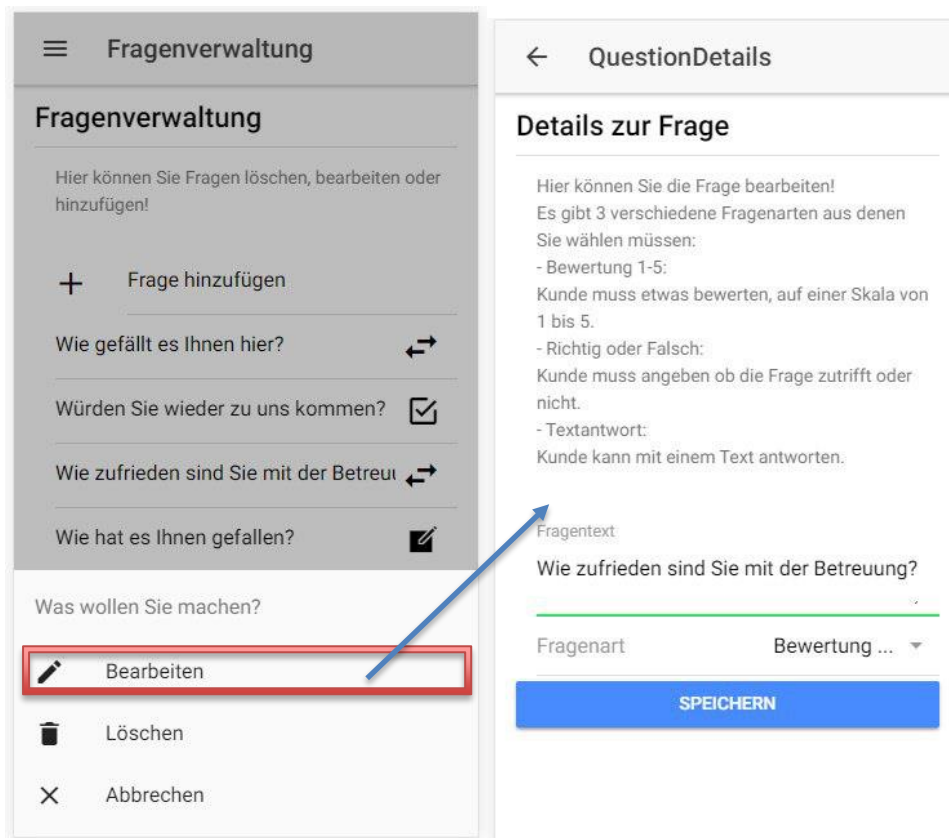 Fragenverwaltung
Fragenverwaltung
Hier können Sie Fragen löschen, bearbeiten oder
hinzufügen!
Frage hinzufügen
Wie gefällt es Ihnen hier?
Würden Sie wieder zu uns kommen?
Wie zufrieden sind Sie mit der Betreuu
Wie hat es Ihnen gefallen?
Was wollen Sie machen?
Bearbeiten
Löschen
Abbrechen
QuestionDetails
Details zur Frage
Hier können Sie die Frage bearbeiten!
Es gibt 3 verschiedene Fragenarten aus denen
Sie wählen müssen:
- Bewertung 1-5:
Kunde muss etwas bewerten, auf einer Skala von
1 bis 5.
- Richtig oder Falsch:
Kunde muss angeben ob die Frage zutrifft oder
nicht.
- Textantwort:
Kunde kann mit einem Text antworten.
Fragentext
Wie zufrieden sind Sie mit der Betreuung?
Fragenart Bewertung ...
SPEICHERN